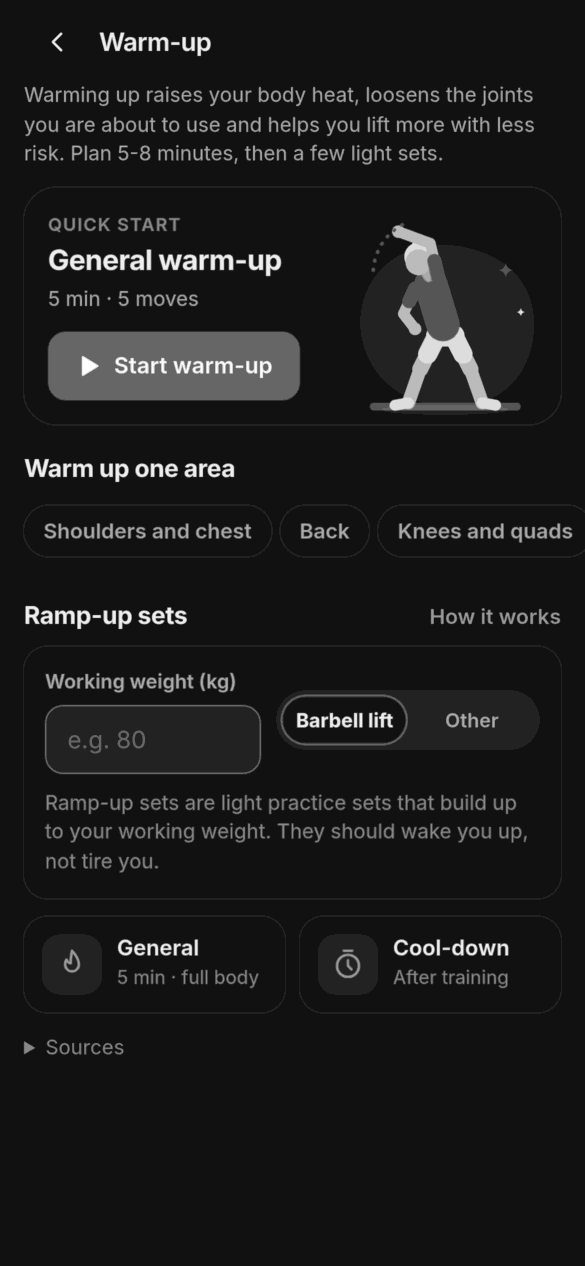 Warm-up
Warming up raises your body heat, loosens the joints
you are about to use and helps you lift more with less
risk. Plan 5-8 minutes, then a few light sets.
QUICK START
General warm-up
5 min · 5 moves
Start warm-up
Warm up one area
Shoulders and chest
Back
Knees and quads
Ramp-up sets
How it works
Working weight (kg)
e.g. 80
Barbell lift
Other
Ramp-up sets are light practice sets that build up
to your working weight. They should wake you up,
not tire you.
General
5 min · full body
Cool-down
After training
Sources